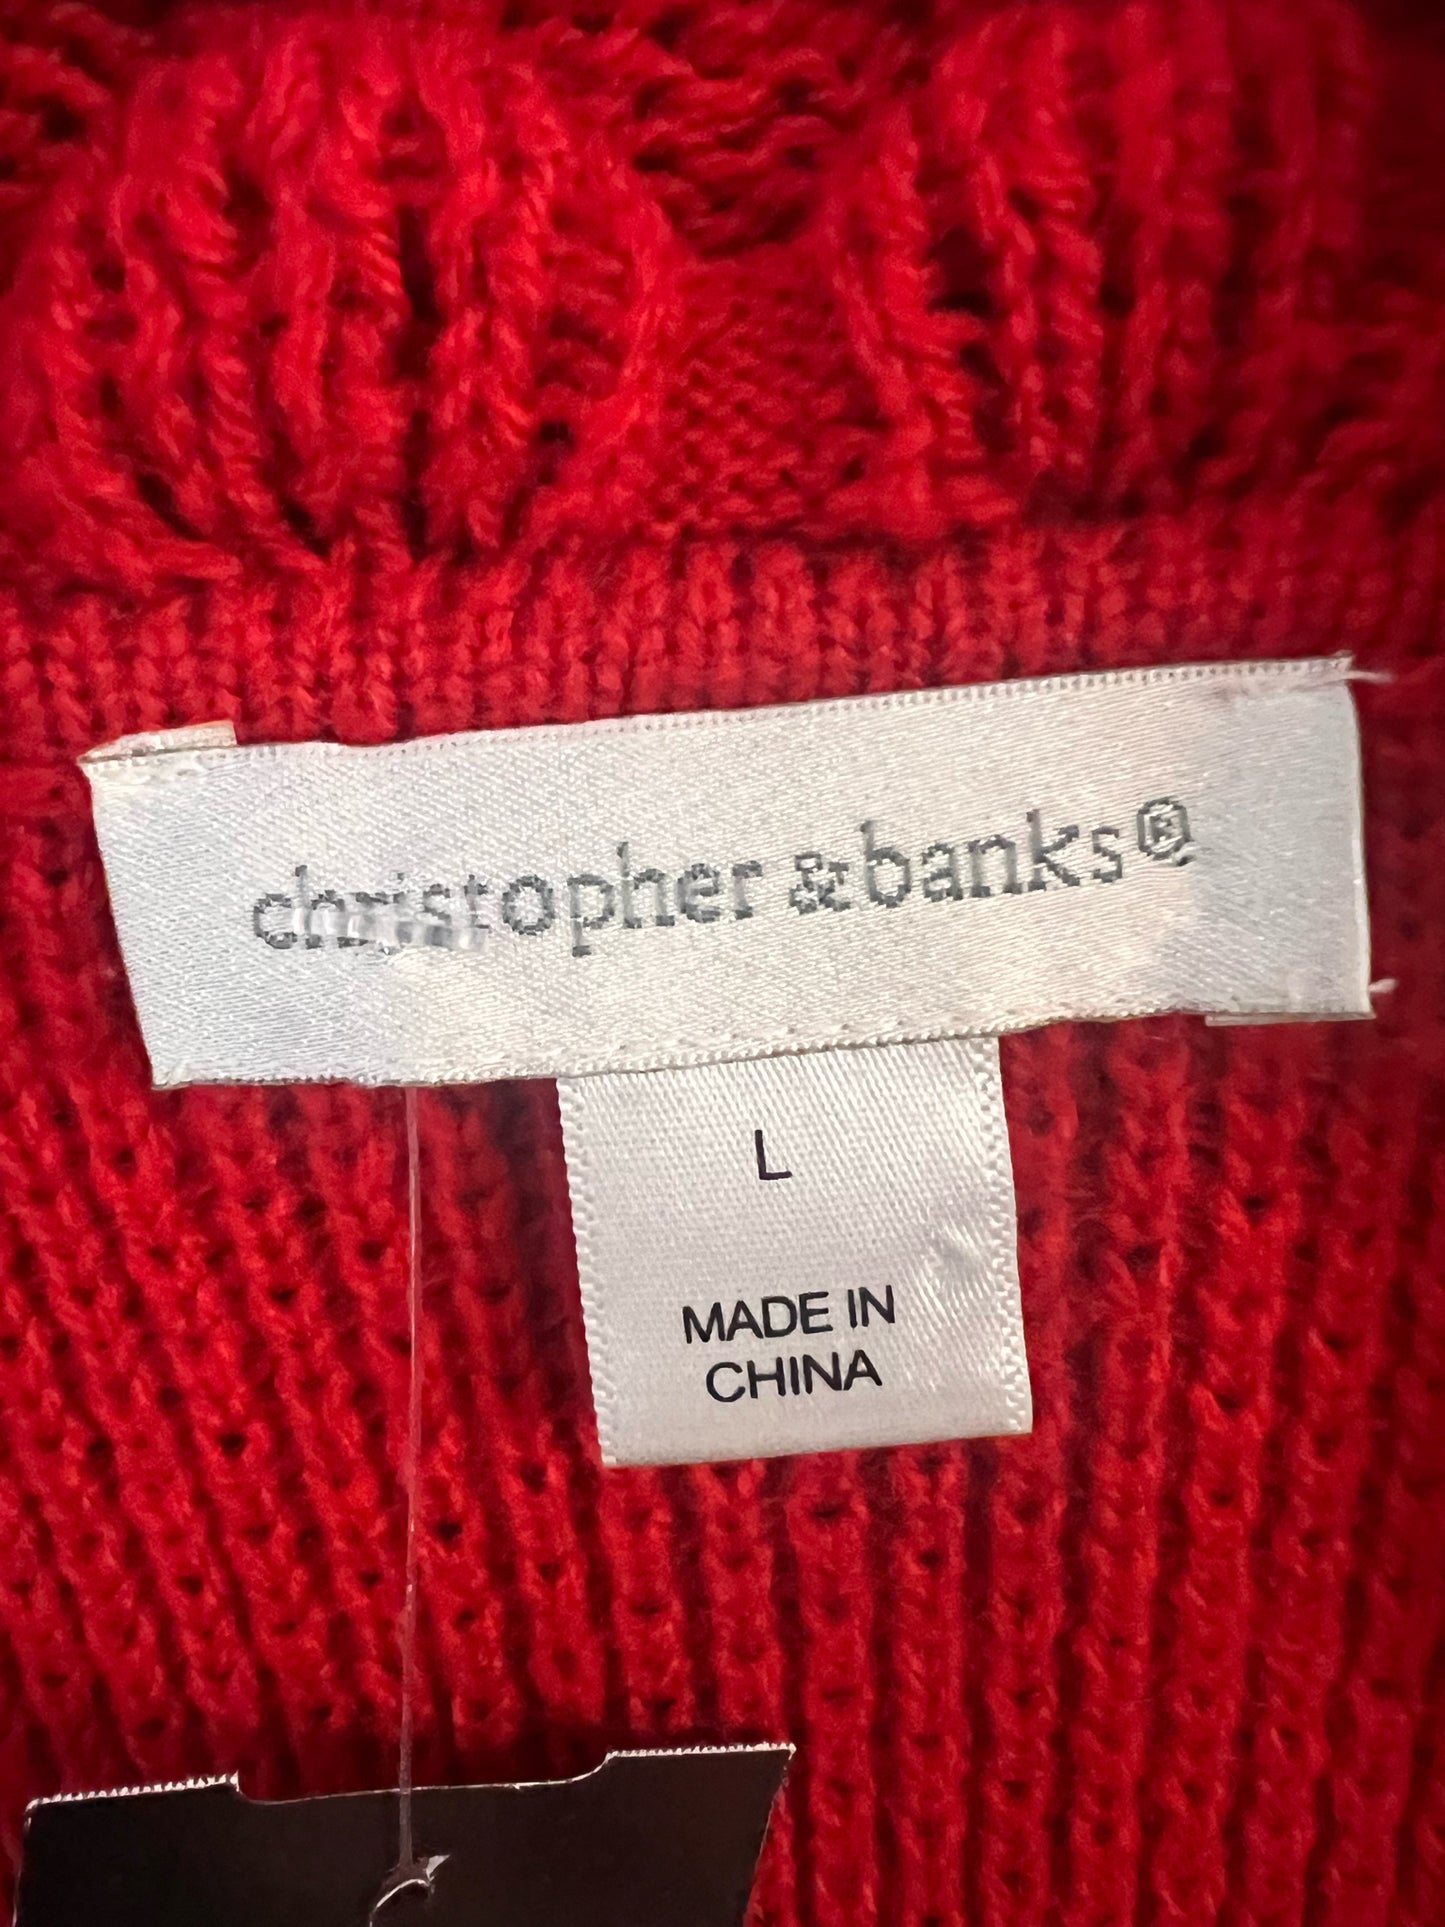 christopher & banks®
L
MADE IN
CHINA